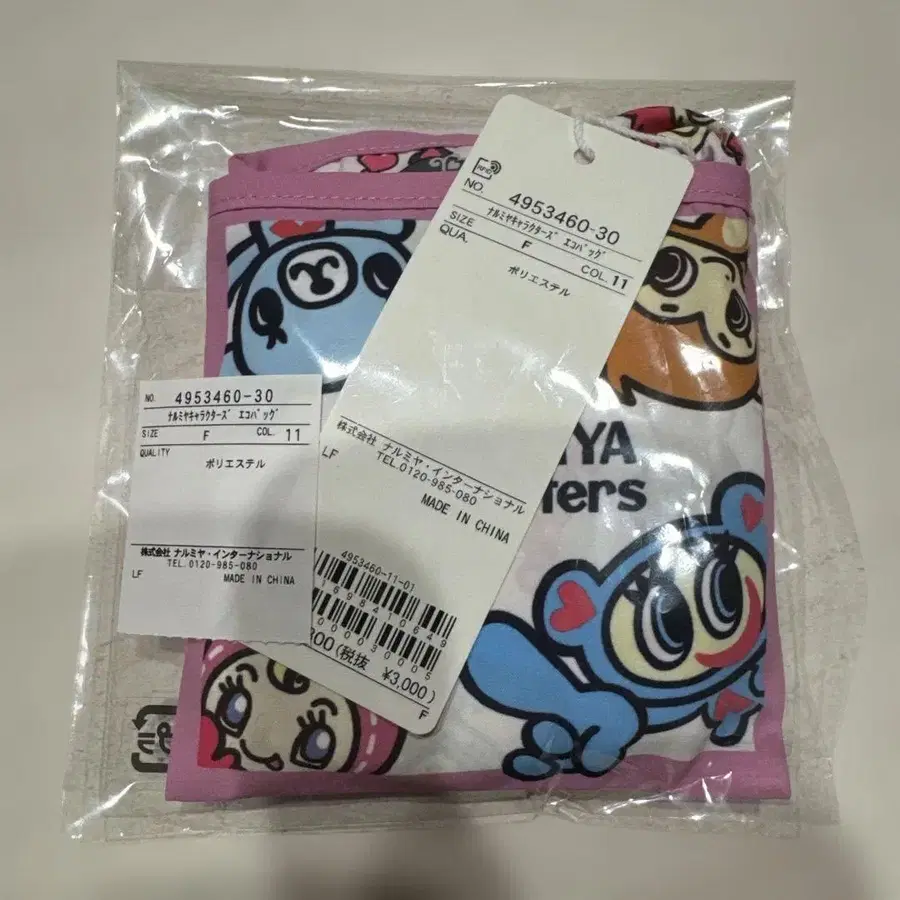 RFID
NO. 4953460-30
ナルミヤキャラクターズ エコバッグ
SIZE F COL. 11
QUA.
ポリエステル
株式会社 ナルミヤ・インターナショナル
TEL.0120-985-080
LF MADE IN CHINA
4953460-11-01
300(税抜 ¥3,000)
F
NO. 4953460-30
ナルミヤキャラクターズ エコバッグ
SIZE F COL. 11
QUALITY
ポリエステル
株式会社 ナルミヤ・インターナショナル
TEL.0120-985-080
LF MADE IN CHINA
IYA
ters